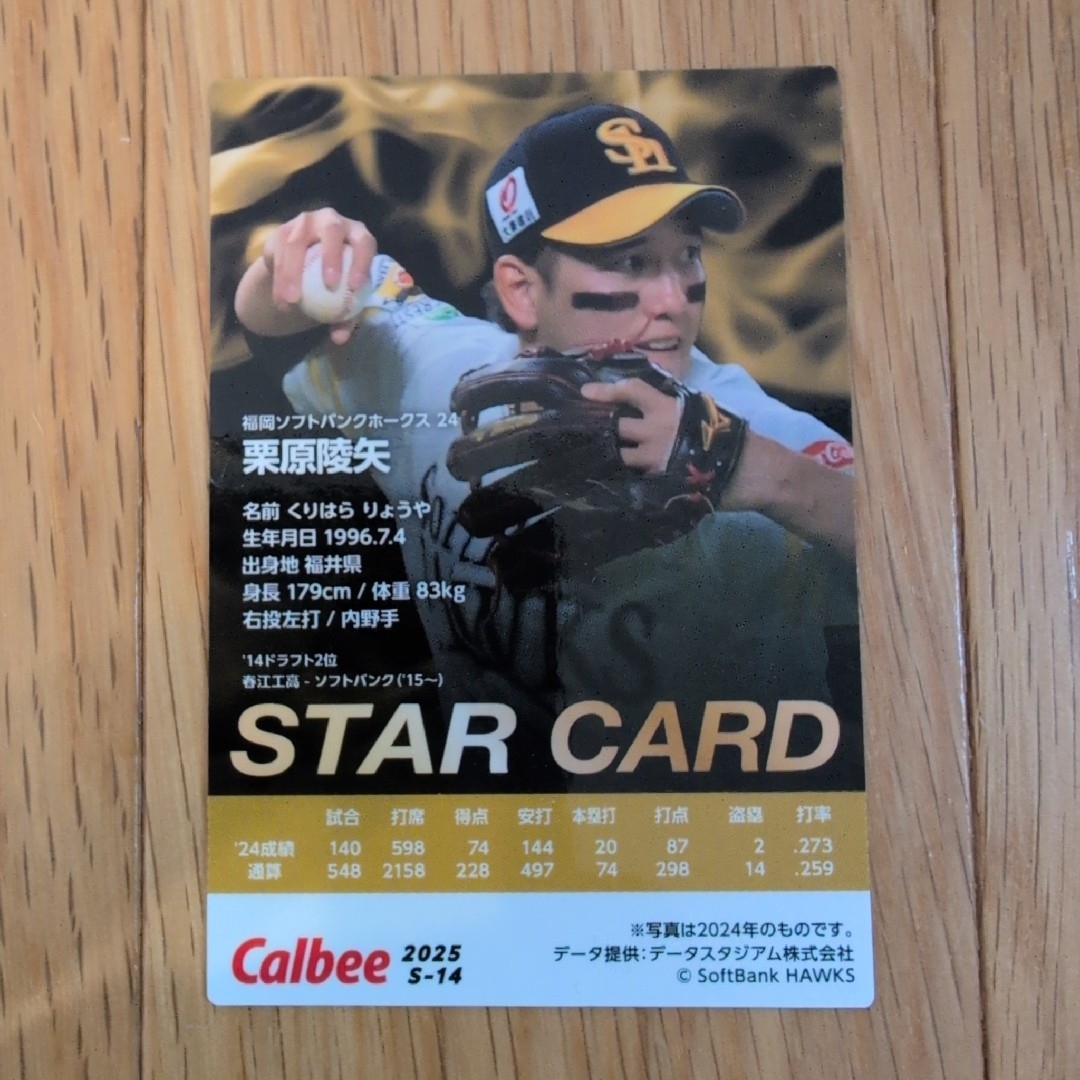 SH
福岡ソフトバンクホークス 24
栗原陵矢
名前 くりはら りょうや
生年月日 1996.7.4
出身地 福井県
身長 179cm / 体重 83kg
右投左打 / 内野手
'14ドラフト2位
春江工高 - ソフトバンク('15〜)
STAR CARD
試合 打席 得点 安打 本塁打 打点 盗塁 打率
'24成績 140 598 74 144 20 87 2 .273
通算 548 2158 228 497 74 298 14 .259
※写真は2024年のものです。
データ提供:データスタジアム株式会社
© SoftBank HAWKS
Calbee 2025
S-14